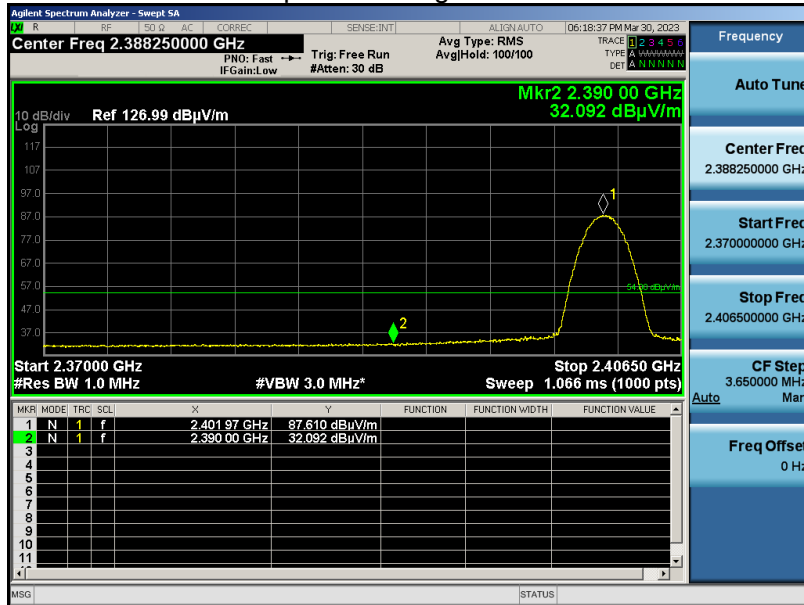 Agilent Spectrum Analyzer - Swept SA
LXI R RF 50 Ω AC CORREC SENSE:INT ALIGN AUTO 06:18:37 PM Mar 30, 2023
Center Freq 2.388250000 GHz
PNO: Fast
IFGain:Low
Trig: Free Run
#Atten: 30 dB
Avg Type: RMS
Avg|Hold: 100/100
TRACE 1 2 3 4 5 6
TYPE A WWWWW
DET A N N N N N
Mkr2 2.390 00 GHz
32.092 dBµV/m
10 dB/div Ref 126.99 dBµV/m
Log
117
107
97.0
87.0
77.0
67.0
57.0
47.0
37.0
1
2
54.00 dBµV/m
Start 2.37000 GHz Stop 2.40650 GHz
#Res BW 1.0 MHz #VBW 3.0 MHz* Sweep 1.066 ms (1000 pts)
MKR MODE TRC SCL X Y FUNCTION FUNCTION WIDTH FUNCTION VALUE
1 N 1 f 2.401 97 GHz 87.610 dBµV/m
2 N 1 f 2.390 00 GHz 32.092 dBµV/m
3
4
5
6
7
8
9
10
11
MSG STATUS
Frequency
Auto Tune
Center Freq
2.388250000 GHz
Start Freq
2.370000000 GHz
Stop Freq
2.406500000 GHz
CF Step
3.650000 MHz
Auto Man
Freq Offset
0 Hz